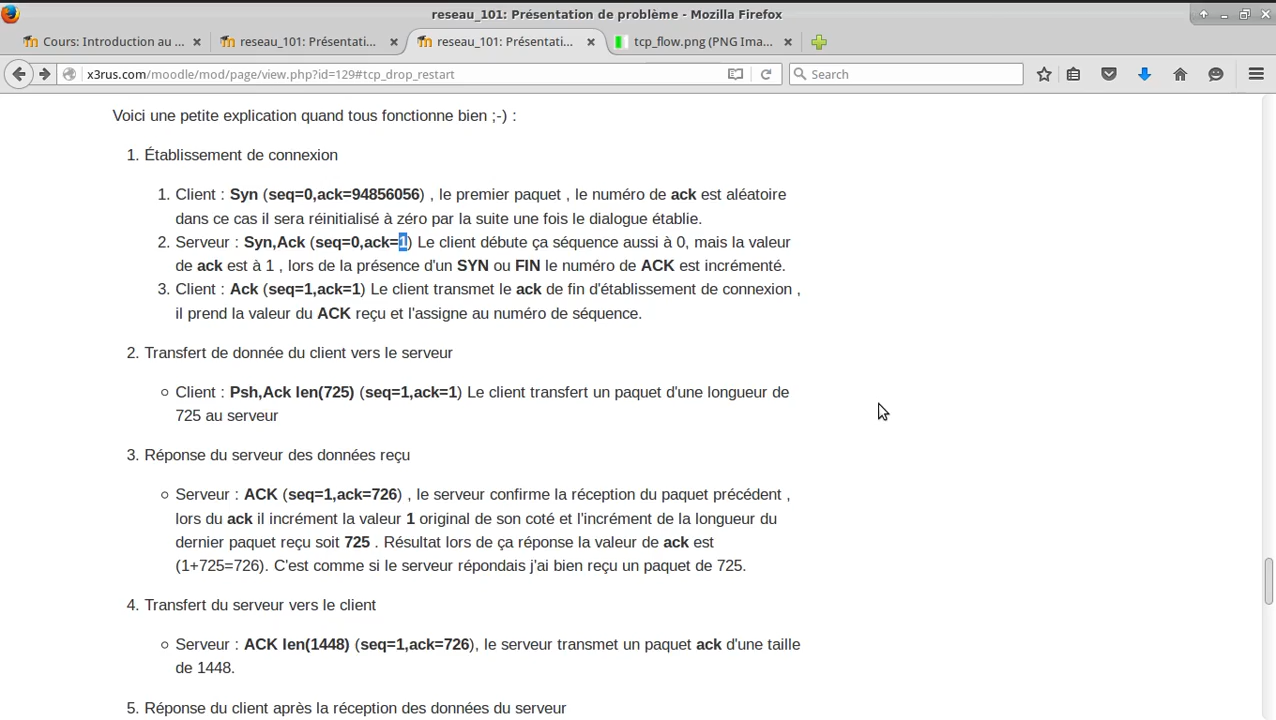 reseau_101: Présentation de problème - Mozilla Firefox
Cours: Introduction au ...
reseau_101: Présentati...
reseau_101: Présentati...
tcp_flow.png (PNG Ima...
x3rus.com/moodle/mod/page/view.php?id=129#tcp_drop_restart
Search
Voici une petite explication quand tous fonctionne bien ;-) :
1. Établissement de connexion
1. Client : Syn (seq=0,ack=94856056) , le premier paquet , le numéro de ack est aléatoire
dans ce cas il sera réinitialisé à zéro par la suite une fois le dialogue établie.
2. Serveur : Syn,Ack (seq=0,ack=1) Le client débute ça séquence aussi à 0, mais la valeur
de ack est à 1 , lors de la présence d'un SYN ou FIN le numéro de ACK est incrémenté.
3. Client : Ack (seq=1,ack=1) Le client transmet le ack de fin d'établissement de connexion ,
il prend la valeur du ACK reçu et l'assigne au numéro de séquence.
2. Transfert de donnée du client vers le serveur
Client : Psh,Ack len(725) (seq=1,ack=1) Le client transfert un paquet d'une longueur de
725 au serveur
3. Réponse du serveur des données reçu
Serveur : ACK (seq=1,ack=726) , le serveur confirme la réception du paquet précédent ,
lors du ack il incrément la valeur 1 original de son coté et l'incrément de la longueur du
dernier paquet reçu soit 725 . Résultat lors de ça réponse la valeur de ack est
(1+725=726). C'est comme si le serveur répondais j'ai bien reçu un paquet de 725.
4. Transfert du serveur vers le client
Serveur : ACK len(1448) (seq=1,ack=726), le serveur transmet un paquet ack d'une taille
de 1448.
5. Réponse du client après la réception des données du serveur